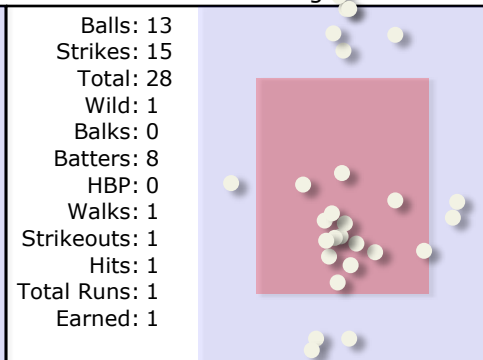 Balls: 13
Strikes: 15
Total: 28
Wild: 1
Balks: 0
Batters: 8
HBP: 0
Walks: 1
Strikeouts: 1
Hits: 1
Total Runs: 1
Earned: 1